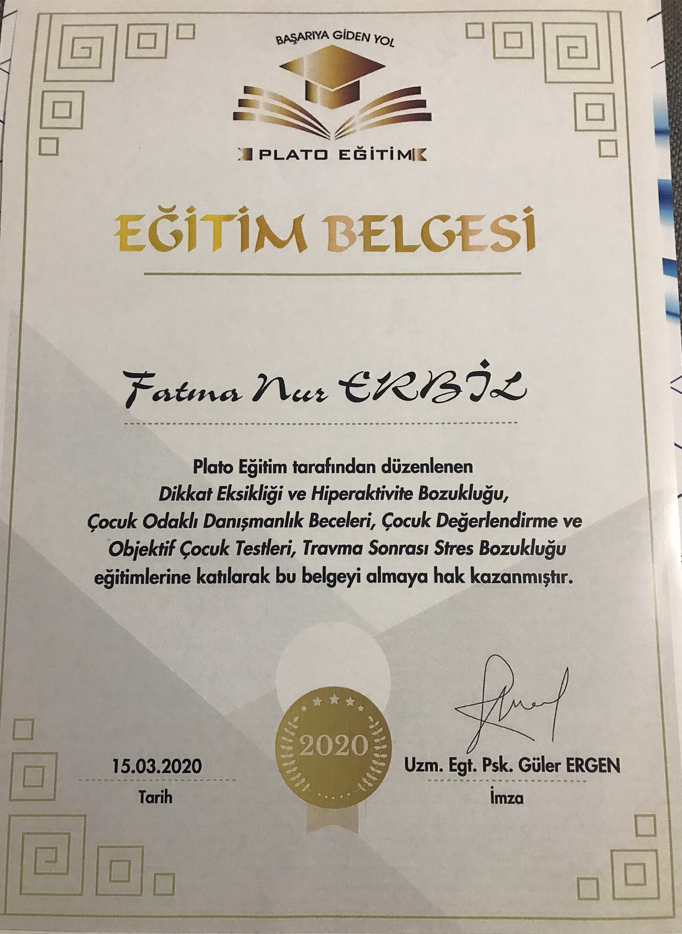 BAŞARIYA GİDEN YOL
PLATO EĞİTİM
EĞİTİM BELGESİ
Fatma Nur ERBİL
Plato Eğitim tarafından düzenlenen
Dikkat Eksikliği ve Hiperaktivite Bozukluğu,
Çocuk Odaklı Danışmanlık Beceleri, Çocuk Değerlendirme ve
Objektif Çocuk Testleri, Travma Sonrası Stres Bozukluğu
eğitimlerine katılarak bu belgeyi almaya hak kazanmıştır.
2020
15.03.2020
Tarih
Uzm. Egt. Psk. Güler ERGEN
İmza